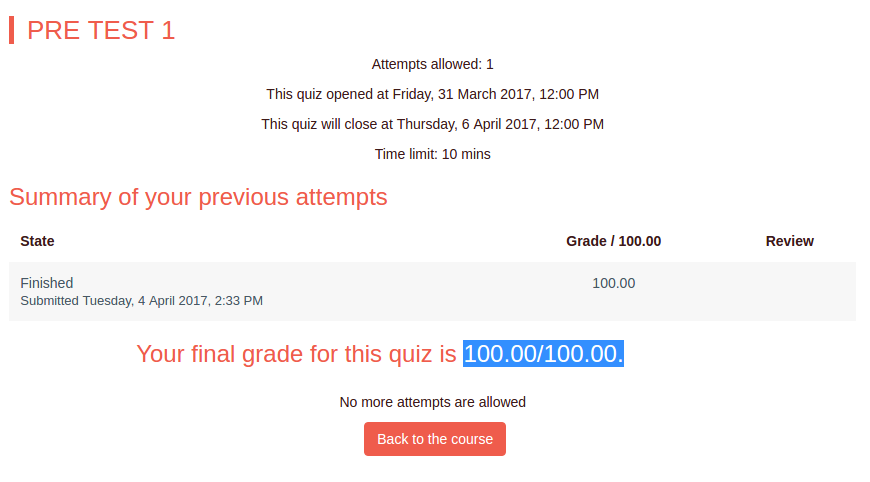 PRE TEST 1
Attempts allowed: 1
This quiz opened at Friday, 31 March 2017, 12:00 PM
This quiz will close at Thursday, 6 April 2017, 12:00 PM
Time limit: 10 mins
Summary of your previous attempts
State Grade / 100.00 Review
Finished 100.00
Submitted Tuesday, 4 April 2017, 2:33 PM
Your final grade for this quiz is 100.00/100.00.
No more attempts are allowed
Back to the course